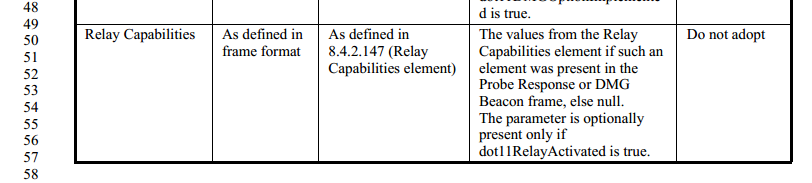 48 d is true.
49
50 Relay Capabilities As defined in As defined in The values from the Relay Do not adopt
51 frame format 8.4.2.147 (Relay Capabilities element if such an
52 Capabilities element) element was present in the
53 Probe Response or DMG
54 Beacon frame, else null.
55 The parameter is optionally
56 present only if
57 dot11RelayActivated is true.
58